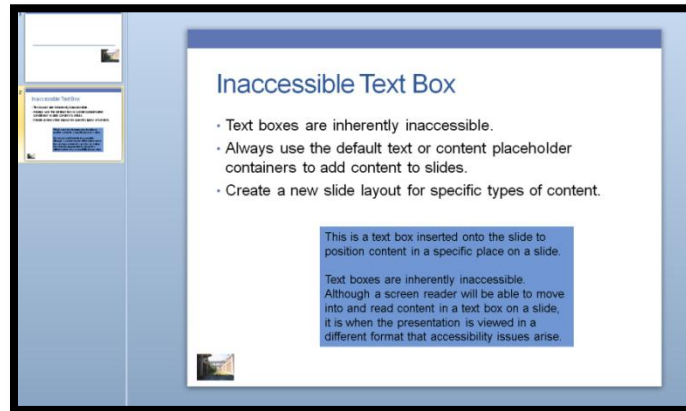 Inaccessible Text Box
• Text boxes are inherently inaccessible.
• Always use the default text or content placeholder
containers to add content to slides.
• Create a new slide layout for specific types of content.
This is a text box inserted onto the slide to
position content in a specific place on a slide.
Text boxes are inherently inaccessible.
Although a screen reader will be able to move
into and read content in a text box on a slide,
it is when the presentation is viewed in a
different format that accessibility issues arise.